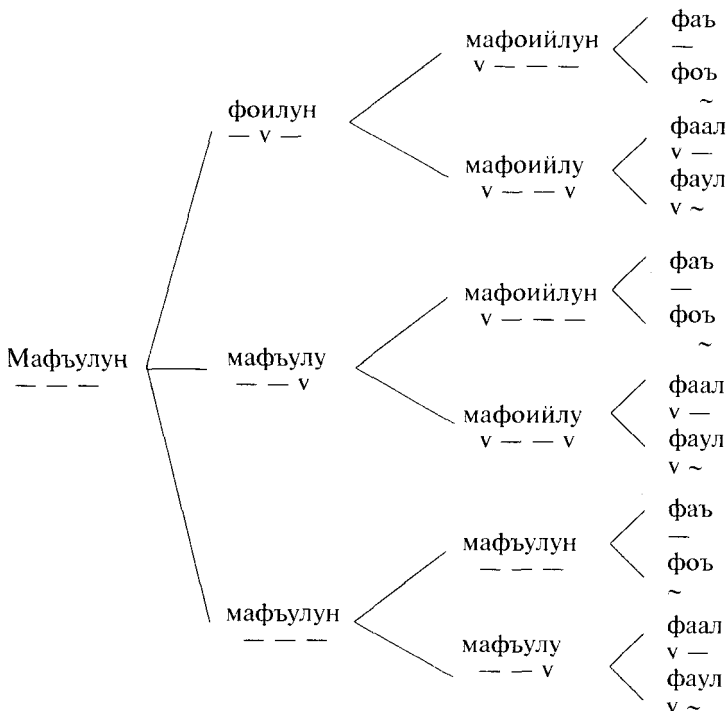 фаъ
—
мафоийлун
v — — —
фоъ
~
фоилун
— v —
фаал
v —
мафоийлу
v — — v
фаул
v ~
фаъ
—
мафоийлун
v — — —
фоъ
~
Мафъулун
— — —
мафъулу
— — v
фаал
v —
мафоийлу
v — — v
фаул
v ~
фаъ
—
мафъулун
— — —
фоъ
~
мафъулун
— — —
фаал
v —
мафъулу
— — v
фаул
v ~